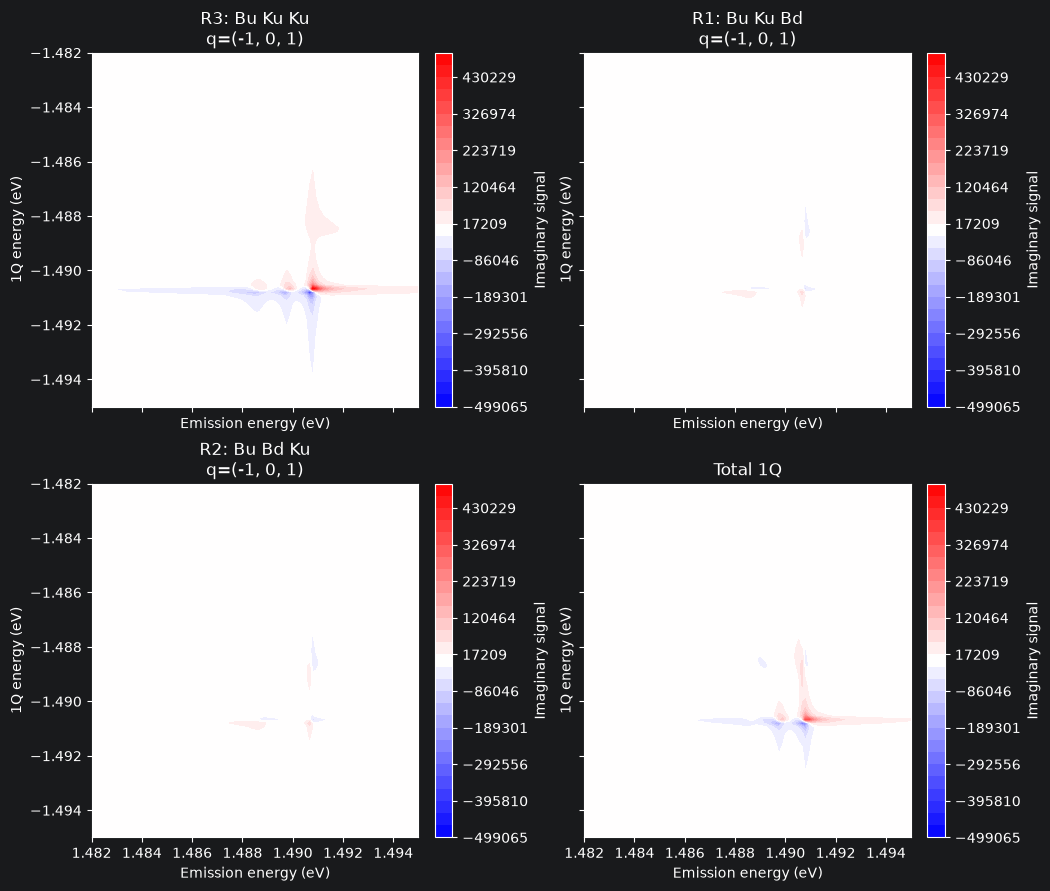 R3: Bu Ku Ku
q=(-1, 0, 1)
−1.482
−1.484
−1.486
−1.488
−1.490
−1.492
−1.494
1Q energy (eV)
Emission energy (eV)
430229
326974
223719
120464
17209
−86046
−189301
−292556
−395810
−499065
Imaginary signal
R1: Bu Ku Bd
q=(-1, 0, 1)
1Q energy (eV)
Emission energy (eV)
430229
326974
223719
120464
17209
−86046
−189301
−292556
−395810
−499065
Imaginary signal
R2: Bu Bd Ku
q=(-1, 0, 1)
−1.482
−1.484
−1.486
−1.488
−1.490
−1.492
−1.494
1Q energy (eV)
1.482 1.484 1.486 1.488 1.490 1.492 1.494
Emission energy (eV)
430229
326974
223719
120464
17209
−86046
−189301
−292556
−395810
−499065
Imaginary signal
Total 1Q
1Q energy (eV)
1.482 1.484 1.486 1.488 1.490 1.492 1.494
Emission energy (eV)
430229
326974
223719
120464
17209
−86046
−189301
−292556
−395810
−499065
Imaginary signal